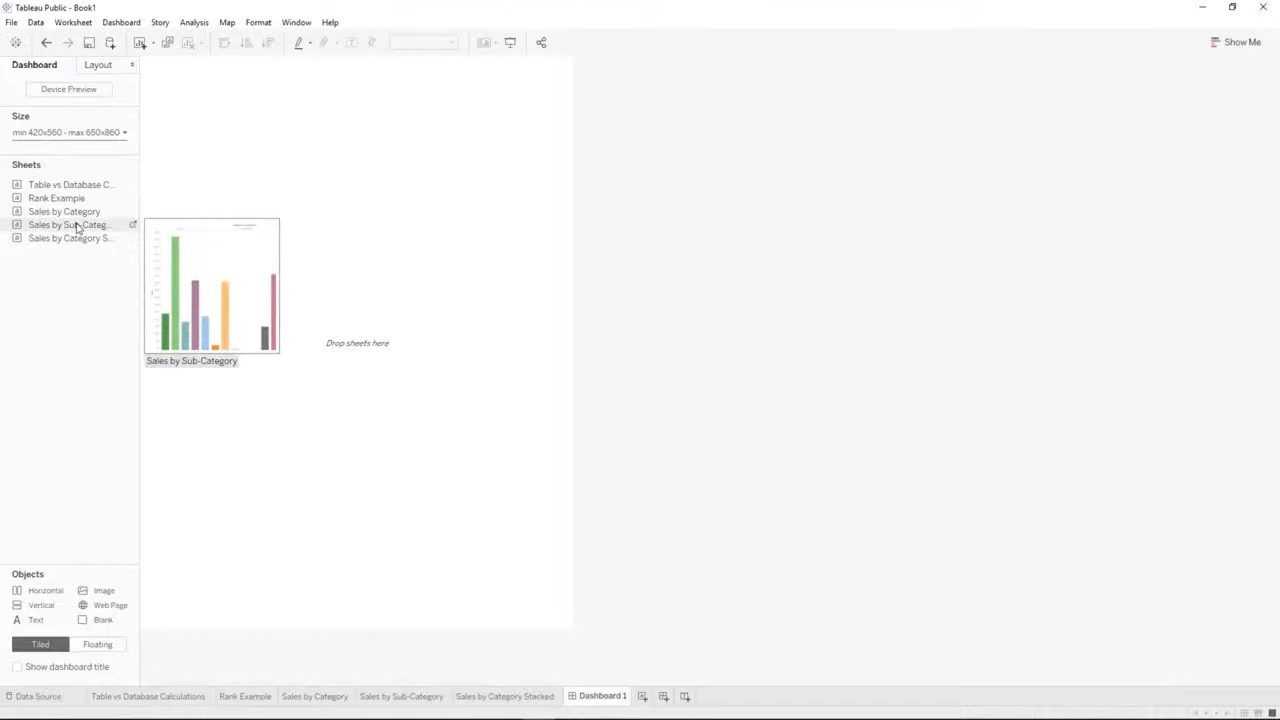 Tableau Public - Book1
File Data Worksheet Dashboard Story Analysis Map Format Window Help
Show Me
Dashboard Layout
Device Preview
Size
min 420x560 - max 650x860
Sheets
Table vs Database C...
Rank Example
Sales by Category
Sales by Sub-Categ...
Sales by Category S...
Sales by Sub-Category
Drop sheets here
Objects
Horizontal Image
Vertical Web Page
A Text Blank
Tiled Floating
Show dashboard title
Data Source Table vs Database Calculations Rank Example Sales by Category Sales by Sub-Category Sales by Category Stacked Dashboard 1